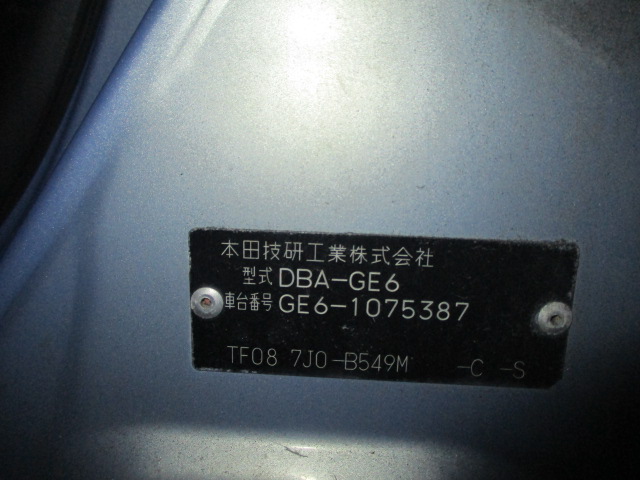 本田技研工業株式会社
型式 DBA-GE6
車台番号 GE6-1075387
TF08 7J0-B549M -C -S